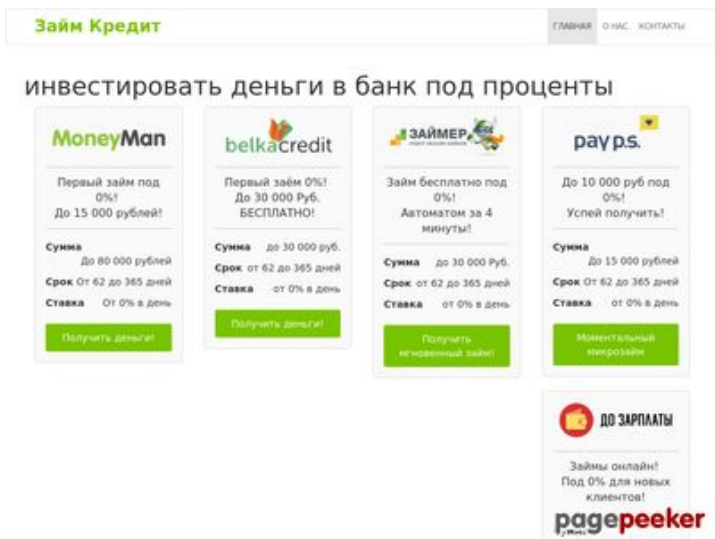 Займ Кредит
ГЛАВНАЯ О НАС КОНТАКТЫ
инвестировать деньги в банк под проценты
MoneyMan
Первый займ под
0%!
До 15 000 рублей!
Сумма
До 80 000 рублей
Срок От 62 до 365 дней
Ставка От 0% в день
Получить деньги!
belkacredit
Первый заём 0%!
До 30 000 Руб.
БЕСПЛАТНО!
Сумма до 30 000 руб.
Срок от 62 до 365 дней
Ставка от 0% в день
Получить деньги!
ЗАЙМЕР
Займ бесплатно под
0%!
Автоматом за 4
минуты!
Сумма до 30 000 Руб.
Срок от 62 до 365 дней
Ставка от 0% в день
Получить
мгновенный займ!
pay p.s.
До 10 000 руб под
0%!
Успей получить!
Сумма
До 15 000 рублей
Срок От 62 до 365 дней
Ставка от 0% в день
Моментальный
микрозайм
ДО ЗАРПЛАТЫ
Займы онлайн!
Под 0% для новых
клиентов!
pagepeeker